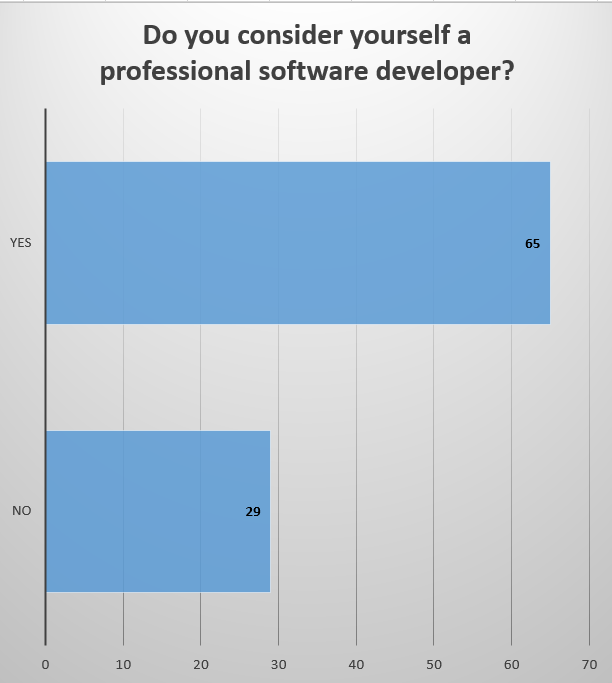 Do you consider yourself a
professional software developer?
YES
65
NO
29
0 10 20 30 40 50 60 70